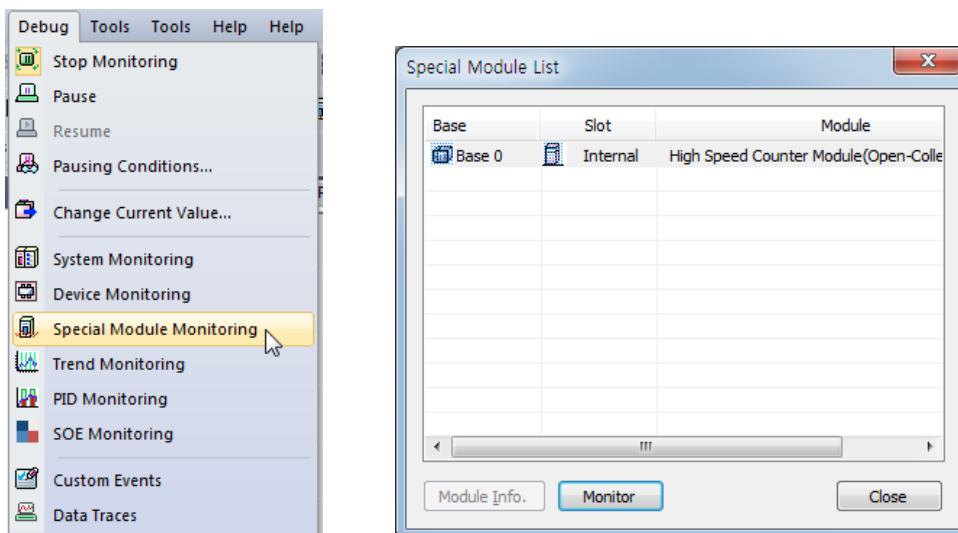 Debug Tools Tools Help Help
Stop Monitoring
Pause
Resume
Pausing Conditions...
Change Current Value...
System Monitoring
Device Monitoring
Special Module Monitoring
Trend Monitoring
PID Monitoring
SOE Monitoring
Custom Events
Data Traces
Special Module List
Base Slot Module
Base 0 Internal High Speed Counter Module(Open-Colle
Module Info. Monitor Close